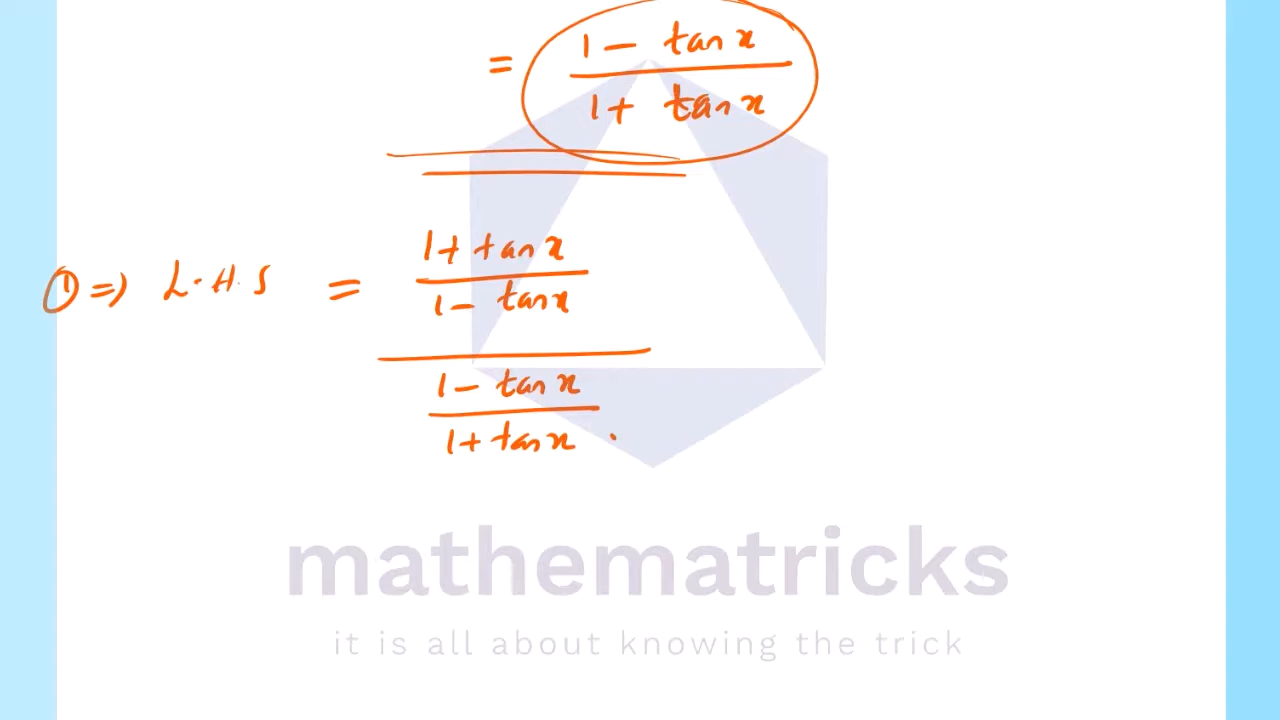 = 1 - tan x
1 + tan x
1 + tan x
① ⇒ L.H.S =
1 - tan x
1 - tan x
1 + tan x .
mathematricks
it is all about knowing the trick